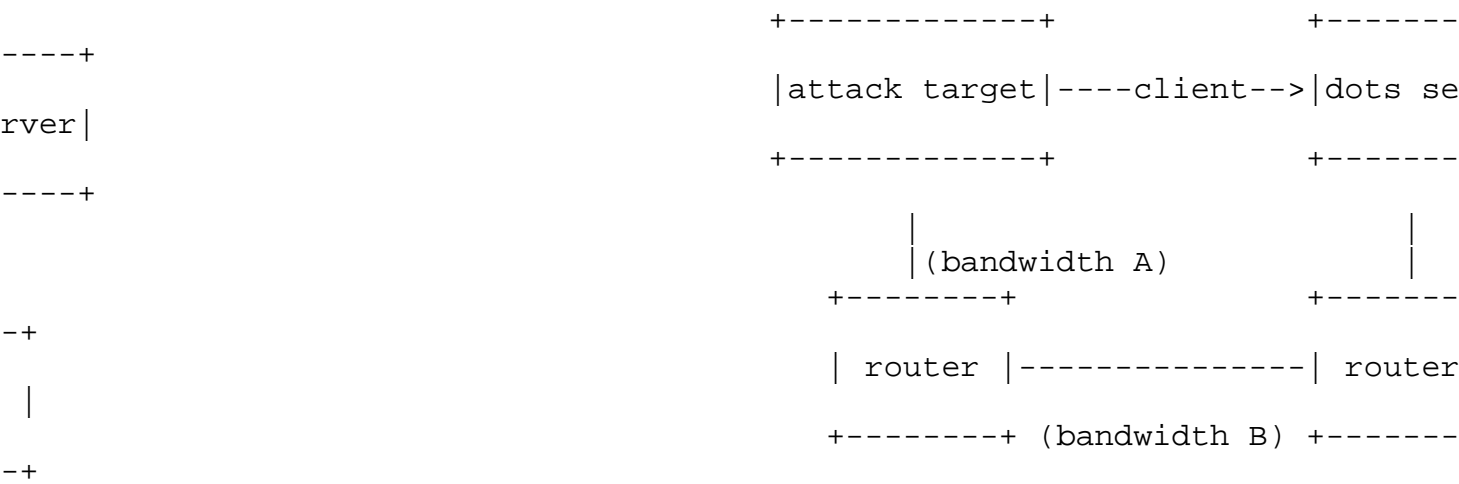 +-------------+ +-------
----+
|attack target|----client-->|dots se
rver|
+-------------+ +-------
----+
| |
|(bandwidth A) |
+--------+ +-------
-+
| router |---------------| router
|
+--------+ (bandwidth B) +-------
-+